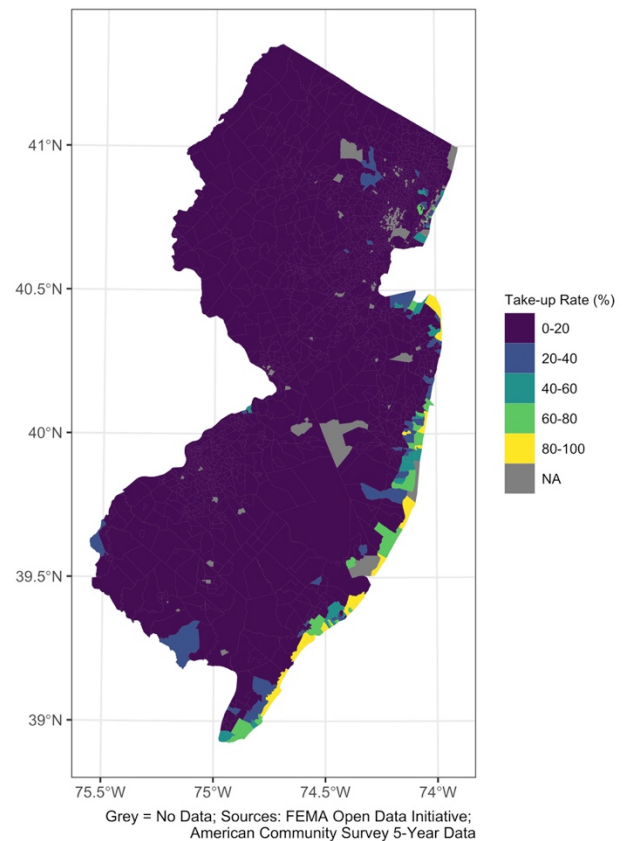 41°N
40.5°N
40°N
39.5°N
39°N
75.5°W 75°W 74.5°W 74°W
Take-up Rate (%)
0-20
20-40
40-60
60-80
80-100
NA
Grey = No Data; Sources: FEMA Open Data Initiative;
American Community Survey 5-Year Data